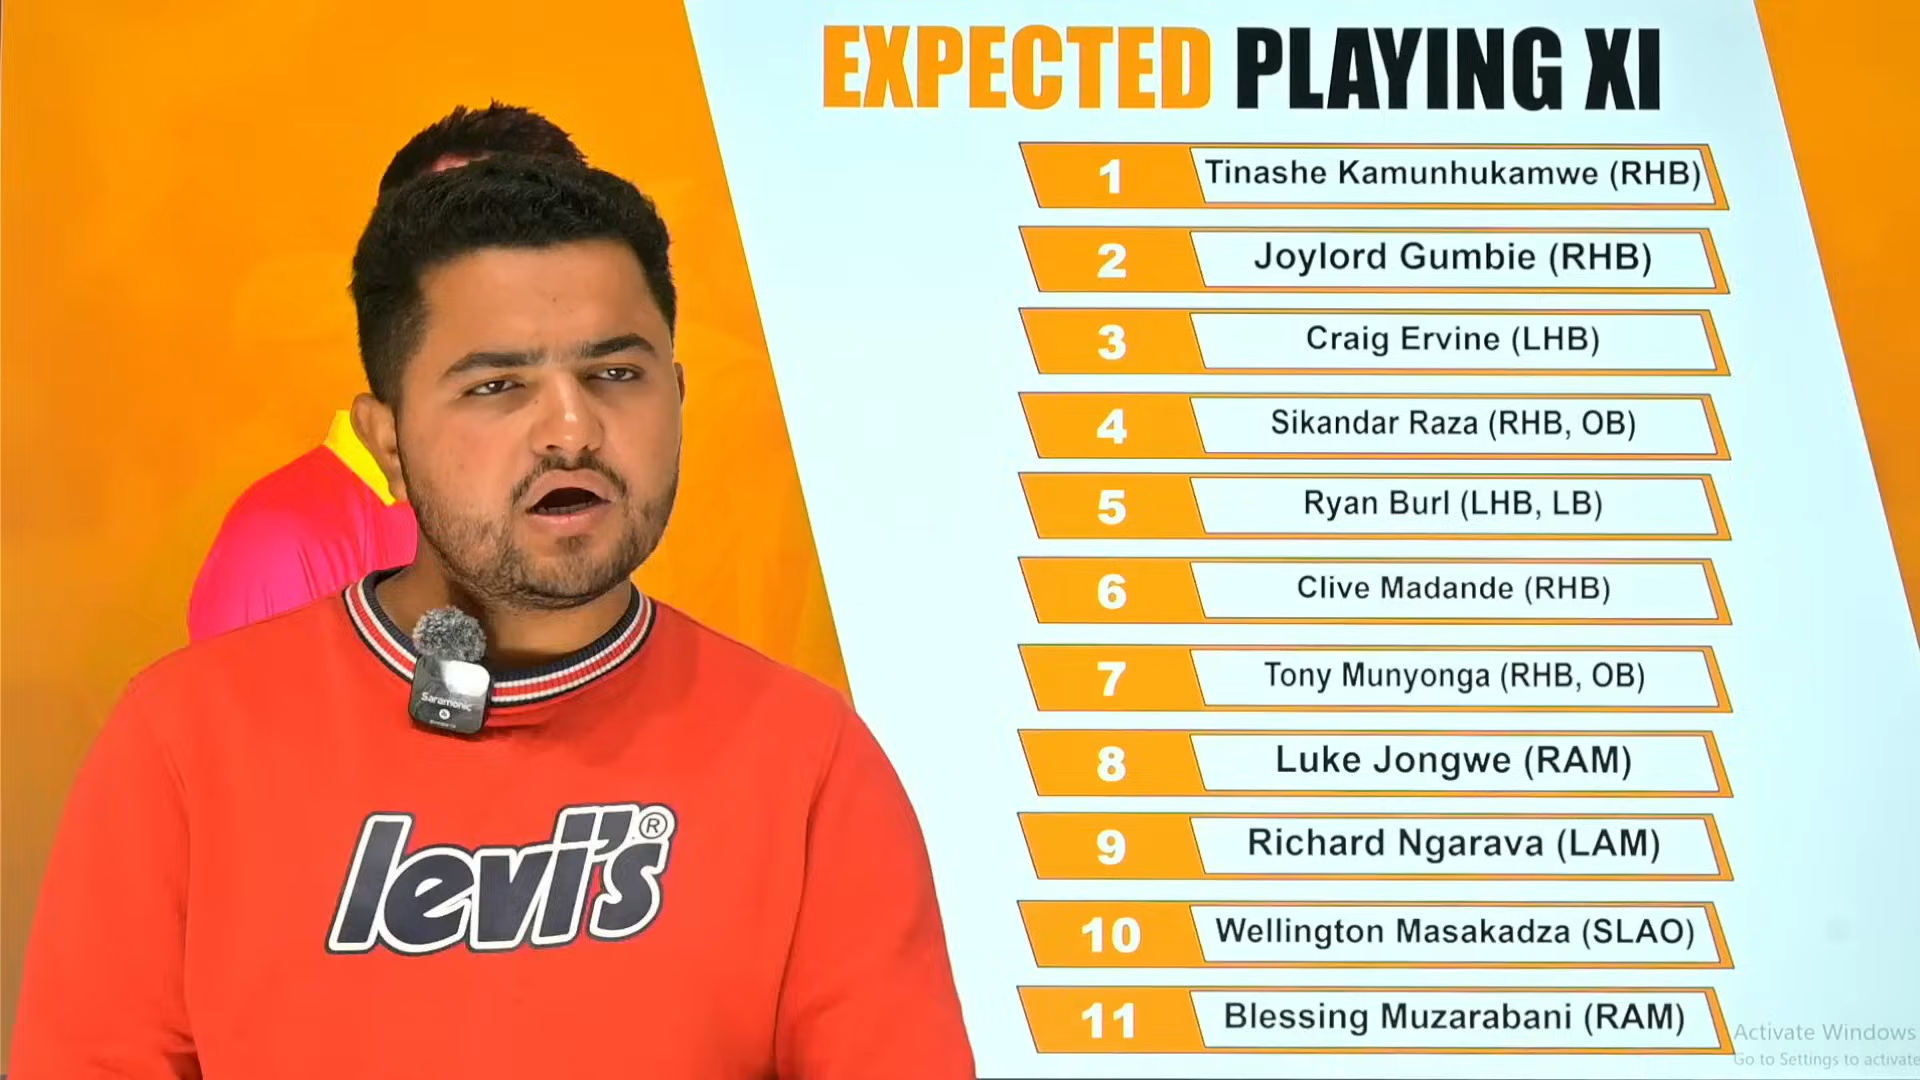 EXPECTED PLAYING XI
1 Tinashe Kamunhukamwe (RHB)
2 Joylord Gumbie (RHB)
3 Craig Ervine (LHB)
4 Sikandar Raza (RHB, OB)
5 Ryan Burl (LHB, LB)
6 Clive Madande (RHB)
7 Tony Munyonga (RHB, OB)
8 Luke Jongwe (RAM)
9 Richard Ngarava (LAM)
10 Wellington Masakadza (SLAO)
11 Blessing Muzarabani (RAM)
Saramonic
levi's®
Activate Windows
Go to Settings to activate